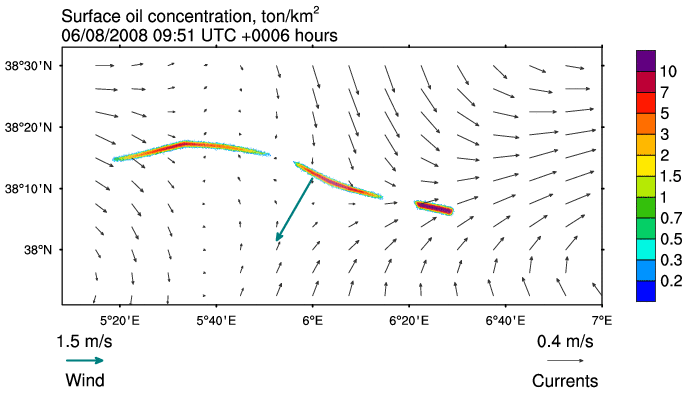 Surface oil concentration, ton/km²
06/08/2008 09:51 UTC +0006 hours
38°30'N
38°20'N
38°10'N
38°N
5°20'E 5°40'E 6°E 6°20'E 6°40'E 7°E
10
7
5
3
2
1.5
1
0.7
0.5
0.3
0.2
1.5 m/s
Wind
0.4 m/s
Currents